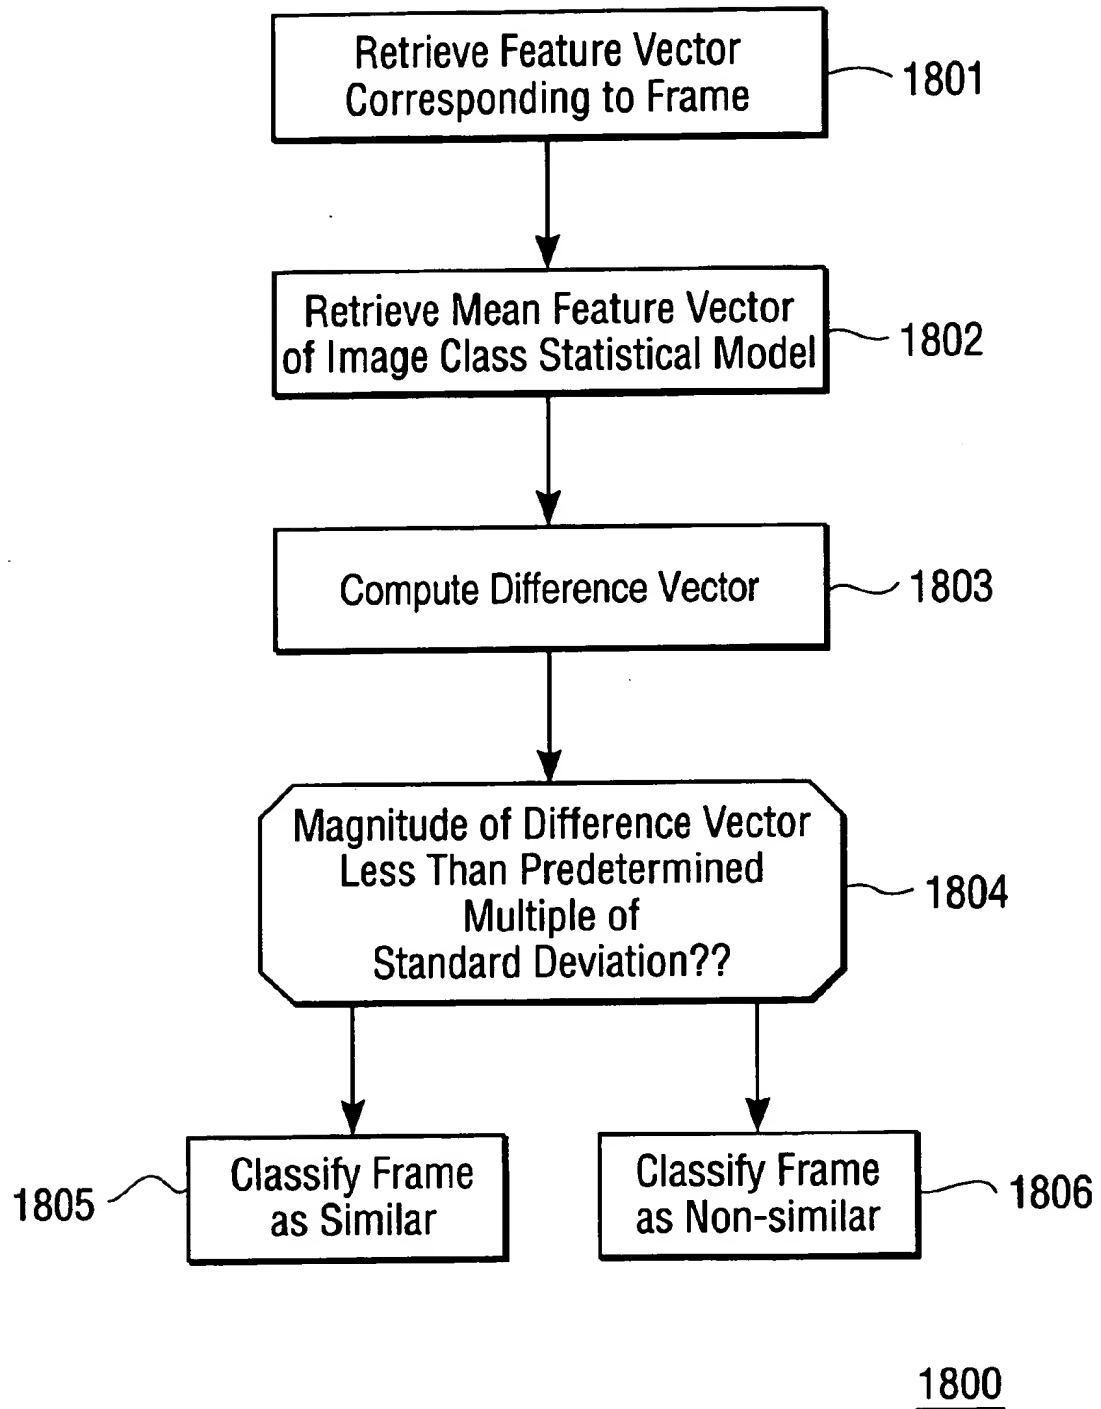 Retrieve Feature Vector
Corresponding to Frame
1801
Retrieve Mean Feature Vector
of Image Class Statistical Model
1802
Compute Difference Vector
1803
Magnitude of Difference Vector
Less Than Predetermined
Multiple of
Standard Deviation??
1804
Classify Frame
as Similar
1805
Classify Frame
as Non-similar
1806
1800